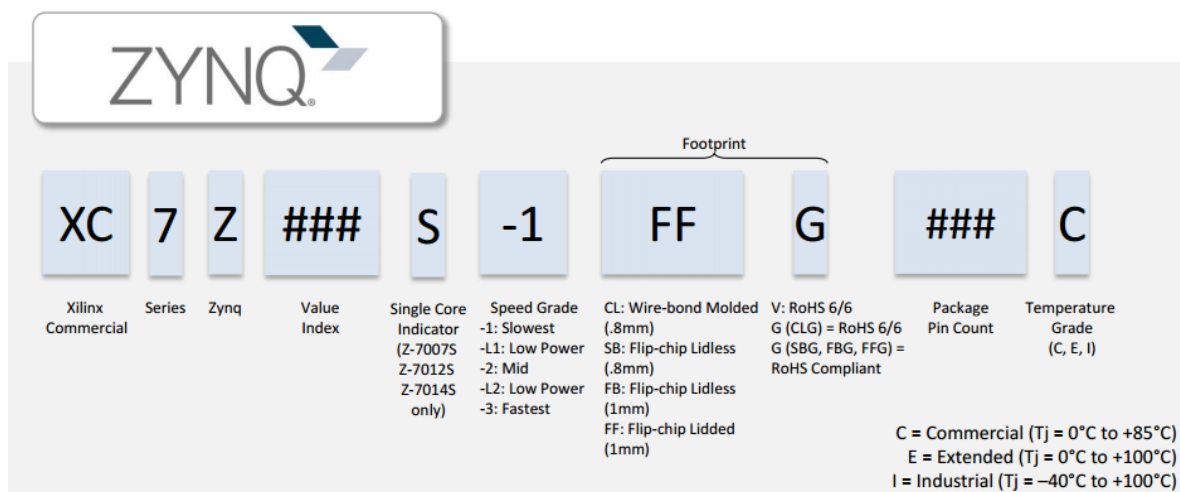 ZYNQ®
Footprint
XC 7 Z ### S -1 FF G ### C
Xilinx
Commercial
Series
Zynq
Value
Index
Single Core
Indicator
(Z-7007S
Z-7012S
Z-7014S
only)
Speed Grade
-1: Slowest
-L1: Low Power
-2: Mid
-L2: Low Power
-3: Fastest
CL: Wire-bond Molded
(.8mm)
SB: Flip-chip Lidless
(.8mm)
FB: Flip-chip Lidless
(1mm)
FF: Flip-chip Lidded
(1mm)
V: RoHS 6/6
G (CLG) = RoHS 6/6
G (SBG, FBG, FFG) =
RoHS Compliant
Package
Pin Count
Temperature
Grade
(C, E, I)
C = Commercial (Tj = 0°C to +85°C)
E = Extended (Tj = 0°C to +100°C)
I = Industrial (Tj = –40°C to +100°C)